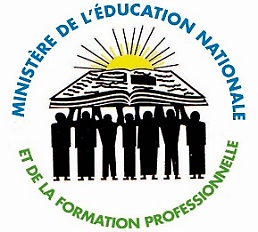 MINISTÈRE DE L'ÉDUCATION NATIONALE
ET DE LA FORMATION PROFESSIONNELLE